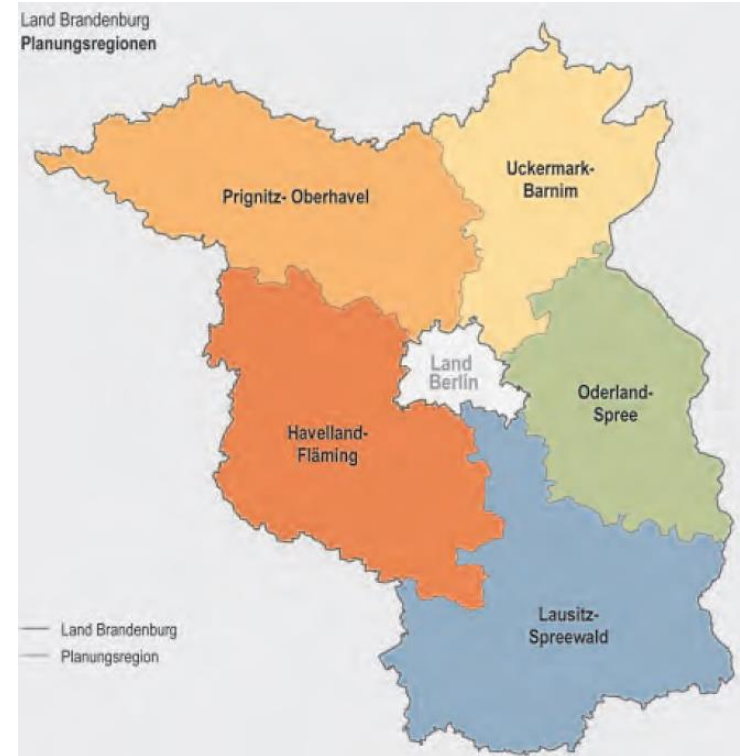 Land Brandenburg
Planungsregionen
Uckermark-
Barnim
Prignitz- Oberhavel
Land
Berlin
Oderland-
Spree
Havelland-
Fläming
Lausitz-
Spreewald
Land Brandenburg
Planungsregion